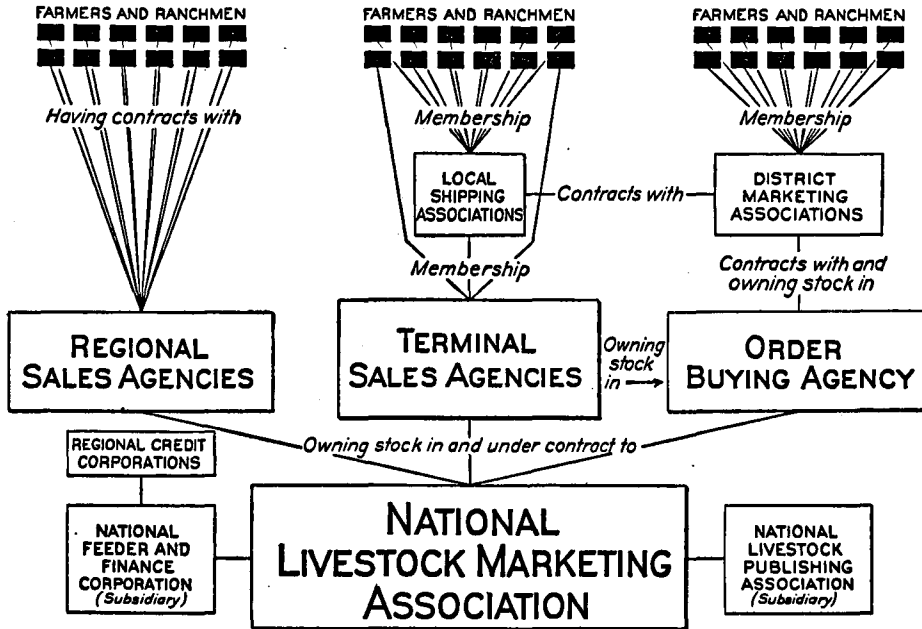 FARMERS AND RANCHMEN
FARMERS AND RANCHMEN
FARMERS AND RANCHMEN
Having contracts with
Membership
Membership
LOCAL
SHIPPING
ASSOCIATIONS
Contracts with
DISTRICT
MARKETING
ASSOCIATIONS
Membership
Contracts with and
owning stock in
REGIONAL
SALES AGENCIES
TERMINAL
SALES AGENCIES
Owning
stock
in
ORDER
BUYING AGENCY
Owning stock in and under contract to
REGIONAL CREDIT
CORPORATIONS
NATIONAL
FEEDER AND
FINANCE
CORPORATION
(Subsidiary)
NATIONAL
LIVESTOCK MARKETING
ASSOCIATION
NATIONAL
LIVESTOCK
PUBLISHING
ASSOCIATION
(Subsidiary)